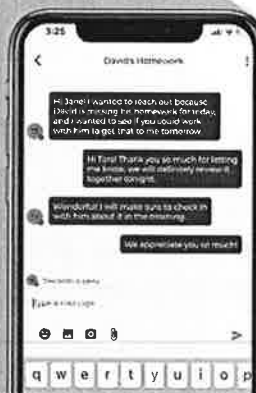 3:25
David's Homework
Hi Jane! I wanted to reach out because
David is missing his homework for today,
and I wanted to see if you could work
with him to get that to me tomorrow.
Hi Tara! Thank you so much for letting
me know, we will definitely review it
together tonight.
Wonderful! I will make sure to check in
with him about it in the morning.
We appreciate you so much!
q w e r t y u i o p